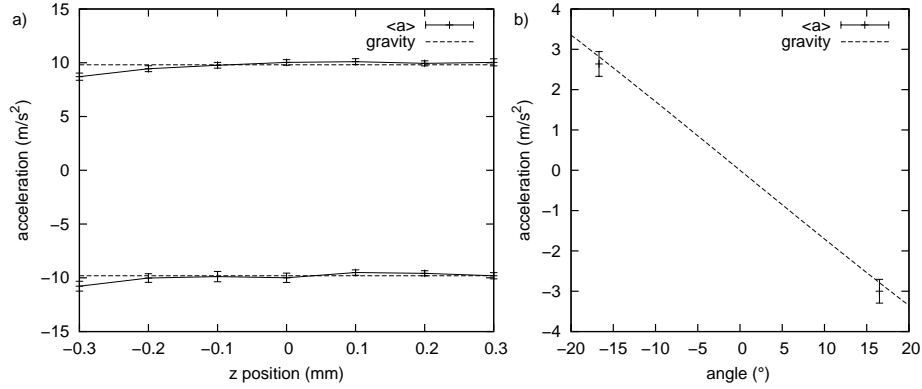 a)
<a>
gravity
acceleration (m/s²)
15
10
5
0
−5
−10
−15
−0.3 −0.2 −0.1 0 0.1 0.2 0.3
z position (mm)
b)
<a>
gravity
acceleration (m/s²)
4
3
2
1
0
−1
−2
−3
−4
−20 −15 −10 −5 0 5 10 15 20
angle (°)